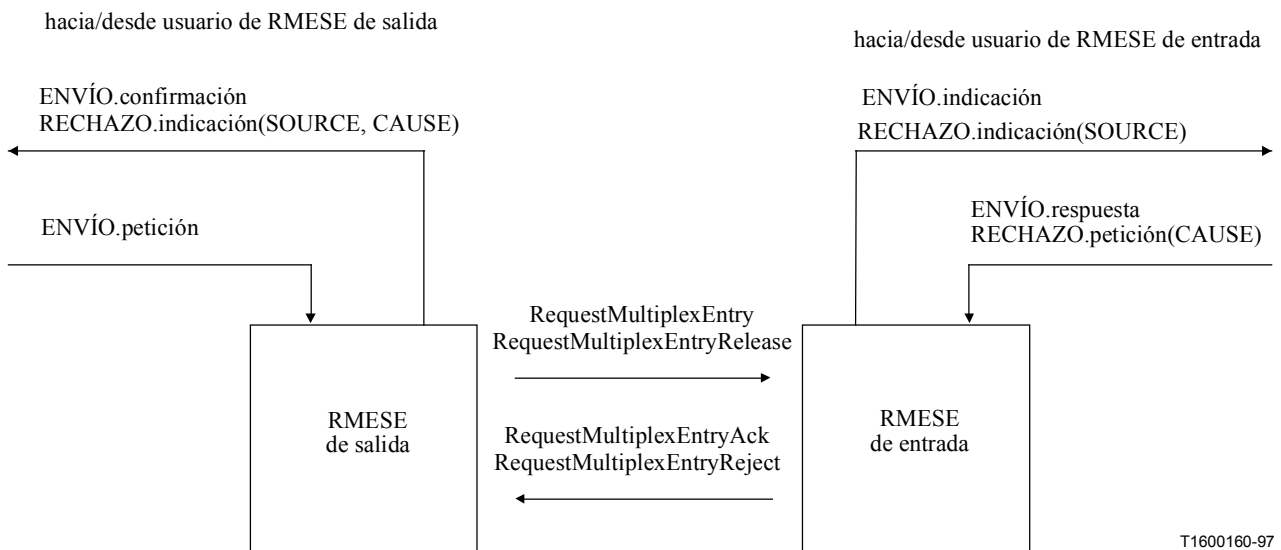 hacia/desde usuario de RMESE de salida
hacia/desde usuario de RMESE de entrada
ENVÍO.confirmación
RECHAZO.indicación(SOURCE, CAUSE)
ENVÍO.indicación
RECHAZO.indicación(SOURCE)
ENVÍO.petición
ENVÍO.respuesta
RECHAZO.petición(CAUSE)
RequestMultiplexEntry
RequestMultiplexEntryRelease
RMESE
de salida
RequestMultiplexEntryAck
RequestMultiplexEntryReject
RMESE
de entrada
T1600160-97